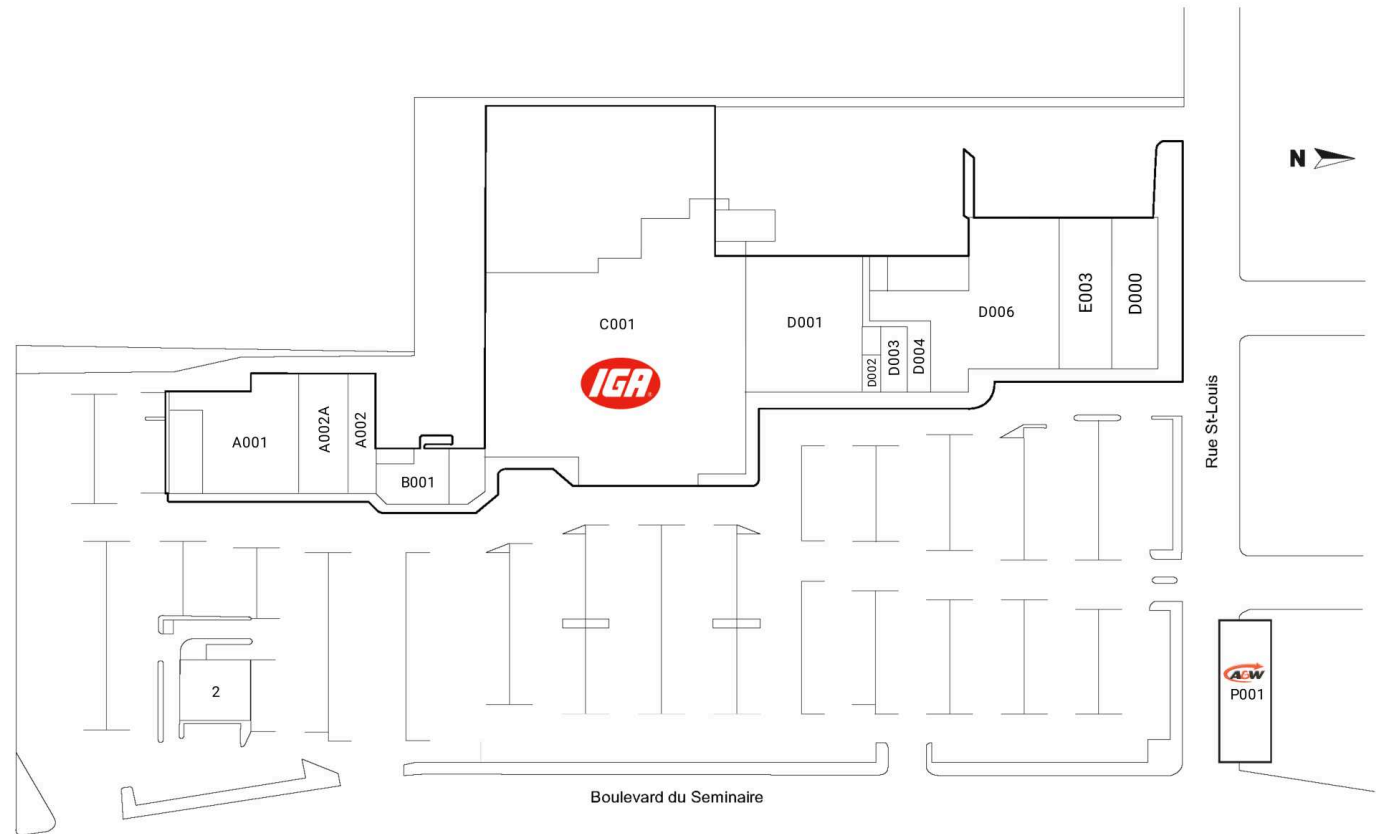 N
C001
IGA
D001
D002
D003
D004
D006
E003
D000
A001
A002A
A002
B001
Rue St-Louis
2
A&W
P001
Boulevard du Seminaire